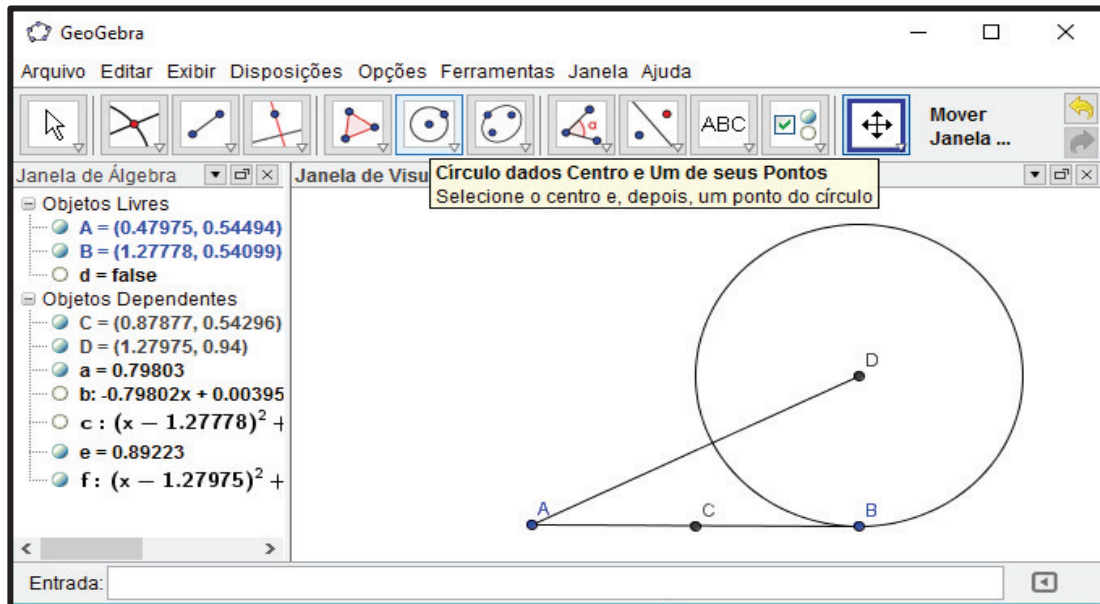 GeoGebra
Arquivo Editar Exibir Disposições Opções Ferramentas Janela Ajuda
ABC
α
Mover
Janela ...
Janela de Álgebra
Janela de Visu
Círculo dados Centro e Um de seus Pontos
Selecione o centro e, depois, um ponto do círculo
Objetos Livres
A = (0.47975, 0.54494)
B = (1.27778, 0.54099)
d = false
Objetos Dependentes
C = (0.87877, 0.54296)
D = (1.27975, 0.94)
a = 0.79803
b: -0.79802x + 0.00395
c : (x − 1.27778)² +
e = 0.89223
f : (x − 1.27975)² +
D
A
C
B
Entrada: